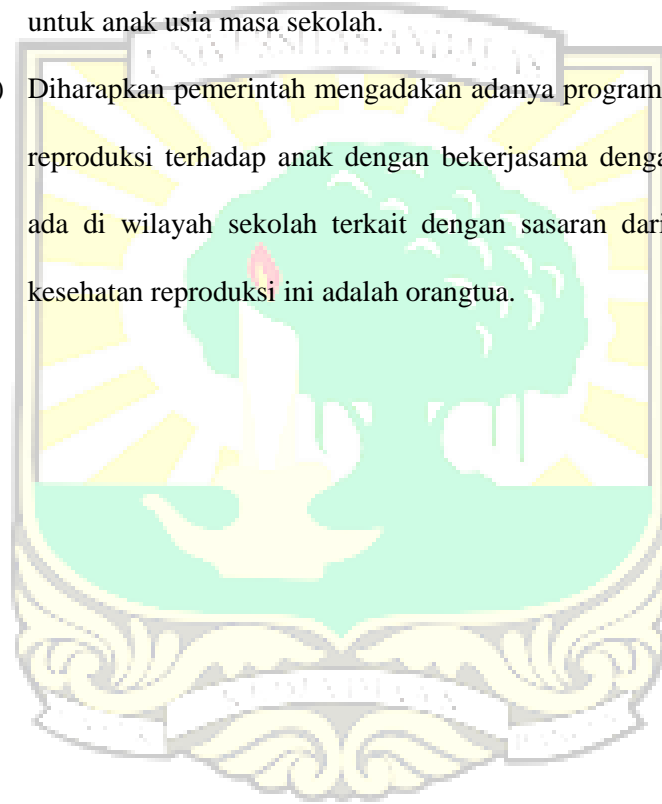 untuk anak usia masa sekolah.
) Diharapkan pemerintah mengadakan adanya program
reproduksi terhadap anak dengan bekerjasama denga
ada di wilayah sekolah terkait dengan sasaran dari
kesehatan reproduksi ini adalah orangtua.